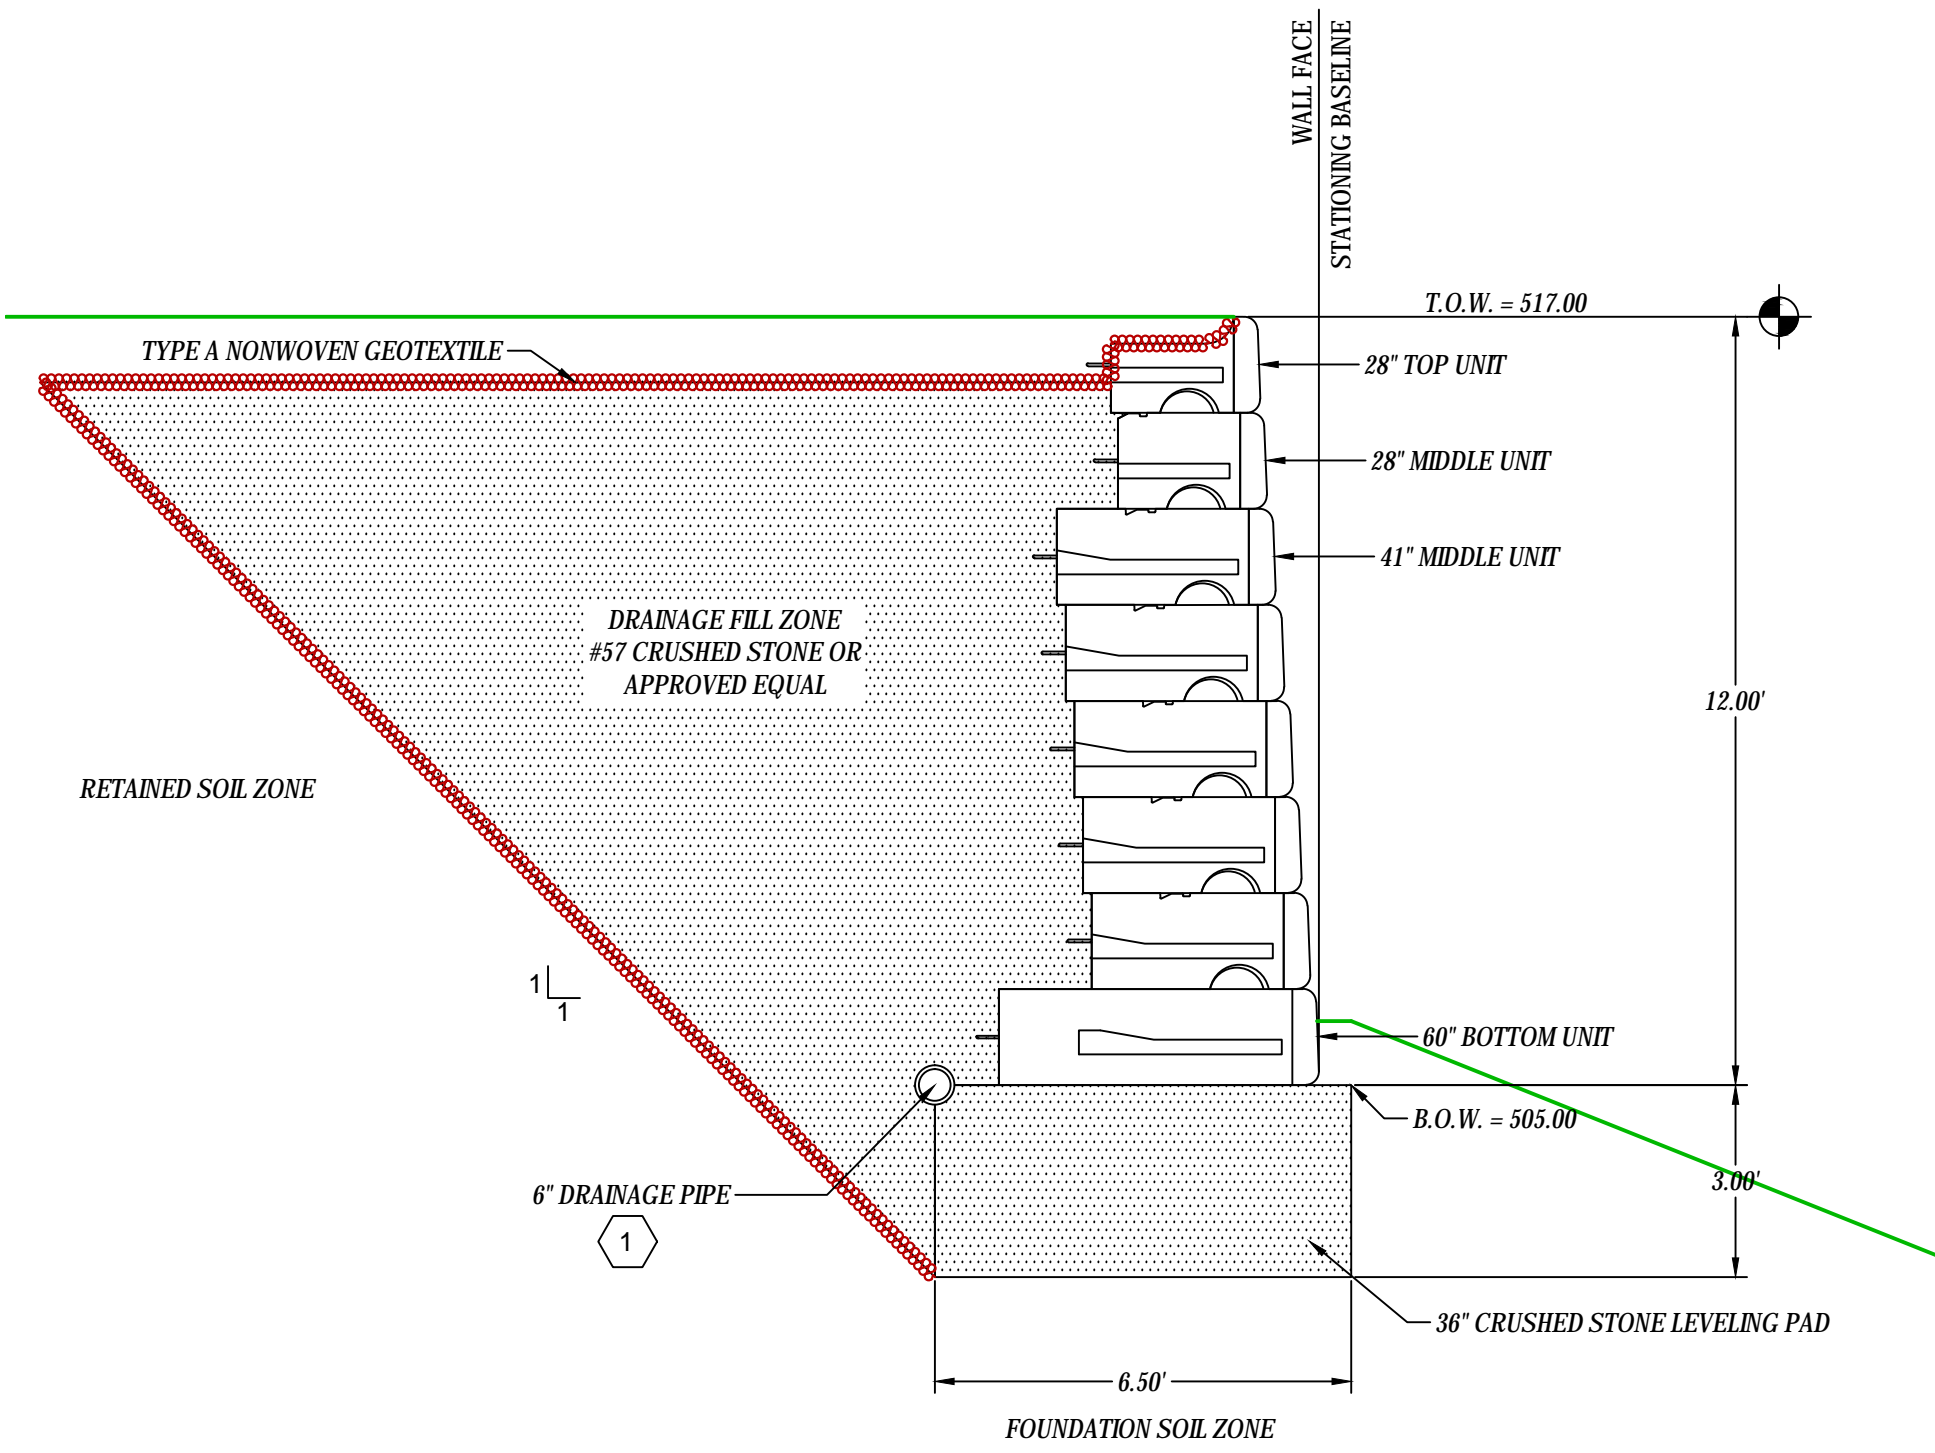 WALL FACE
STATIONING BASELINE
T.O.W. = 517.00
TYPE A NONWOVEN GEOTEXTILE
28" TOP UNIT
28" MIDDLE UNIT
41" MIDDLE UNIT
DRAINAGE FILL ZONE
#57 CRUSHED STONE OR
APPROVED EQUAL
12.00'
RETAINED SOIL ZONE
1
1
60" BOTTOM UNIT
B.O.W. = 505.00
3.00'
6" DRAINAGE PIPE
1
36" CRUSHED STONE LEVELING PAD
6.50'
FOUNDATION SOIL ZONE